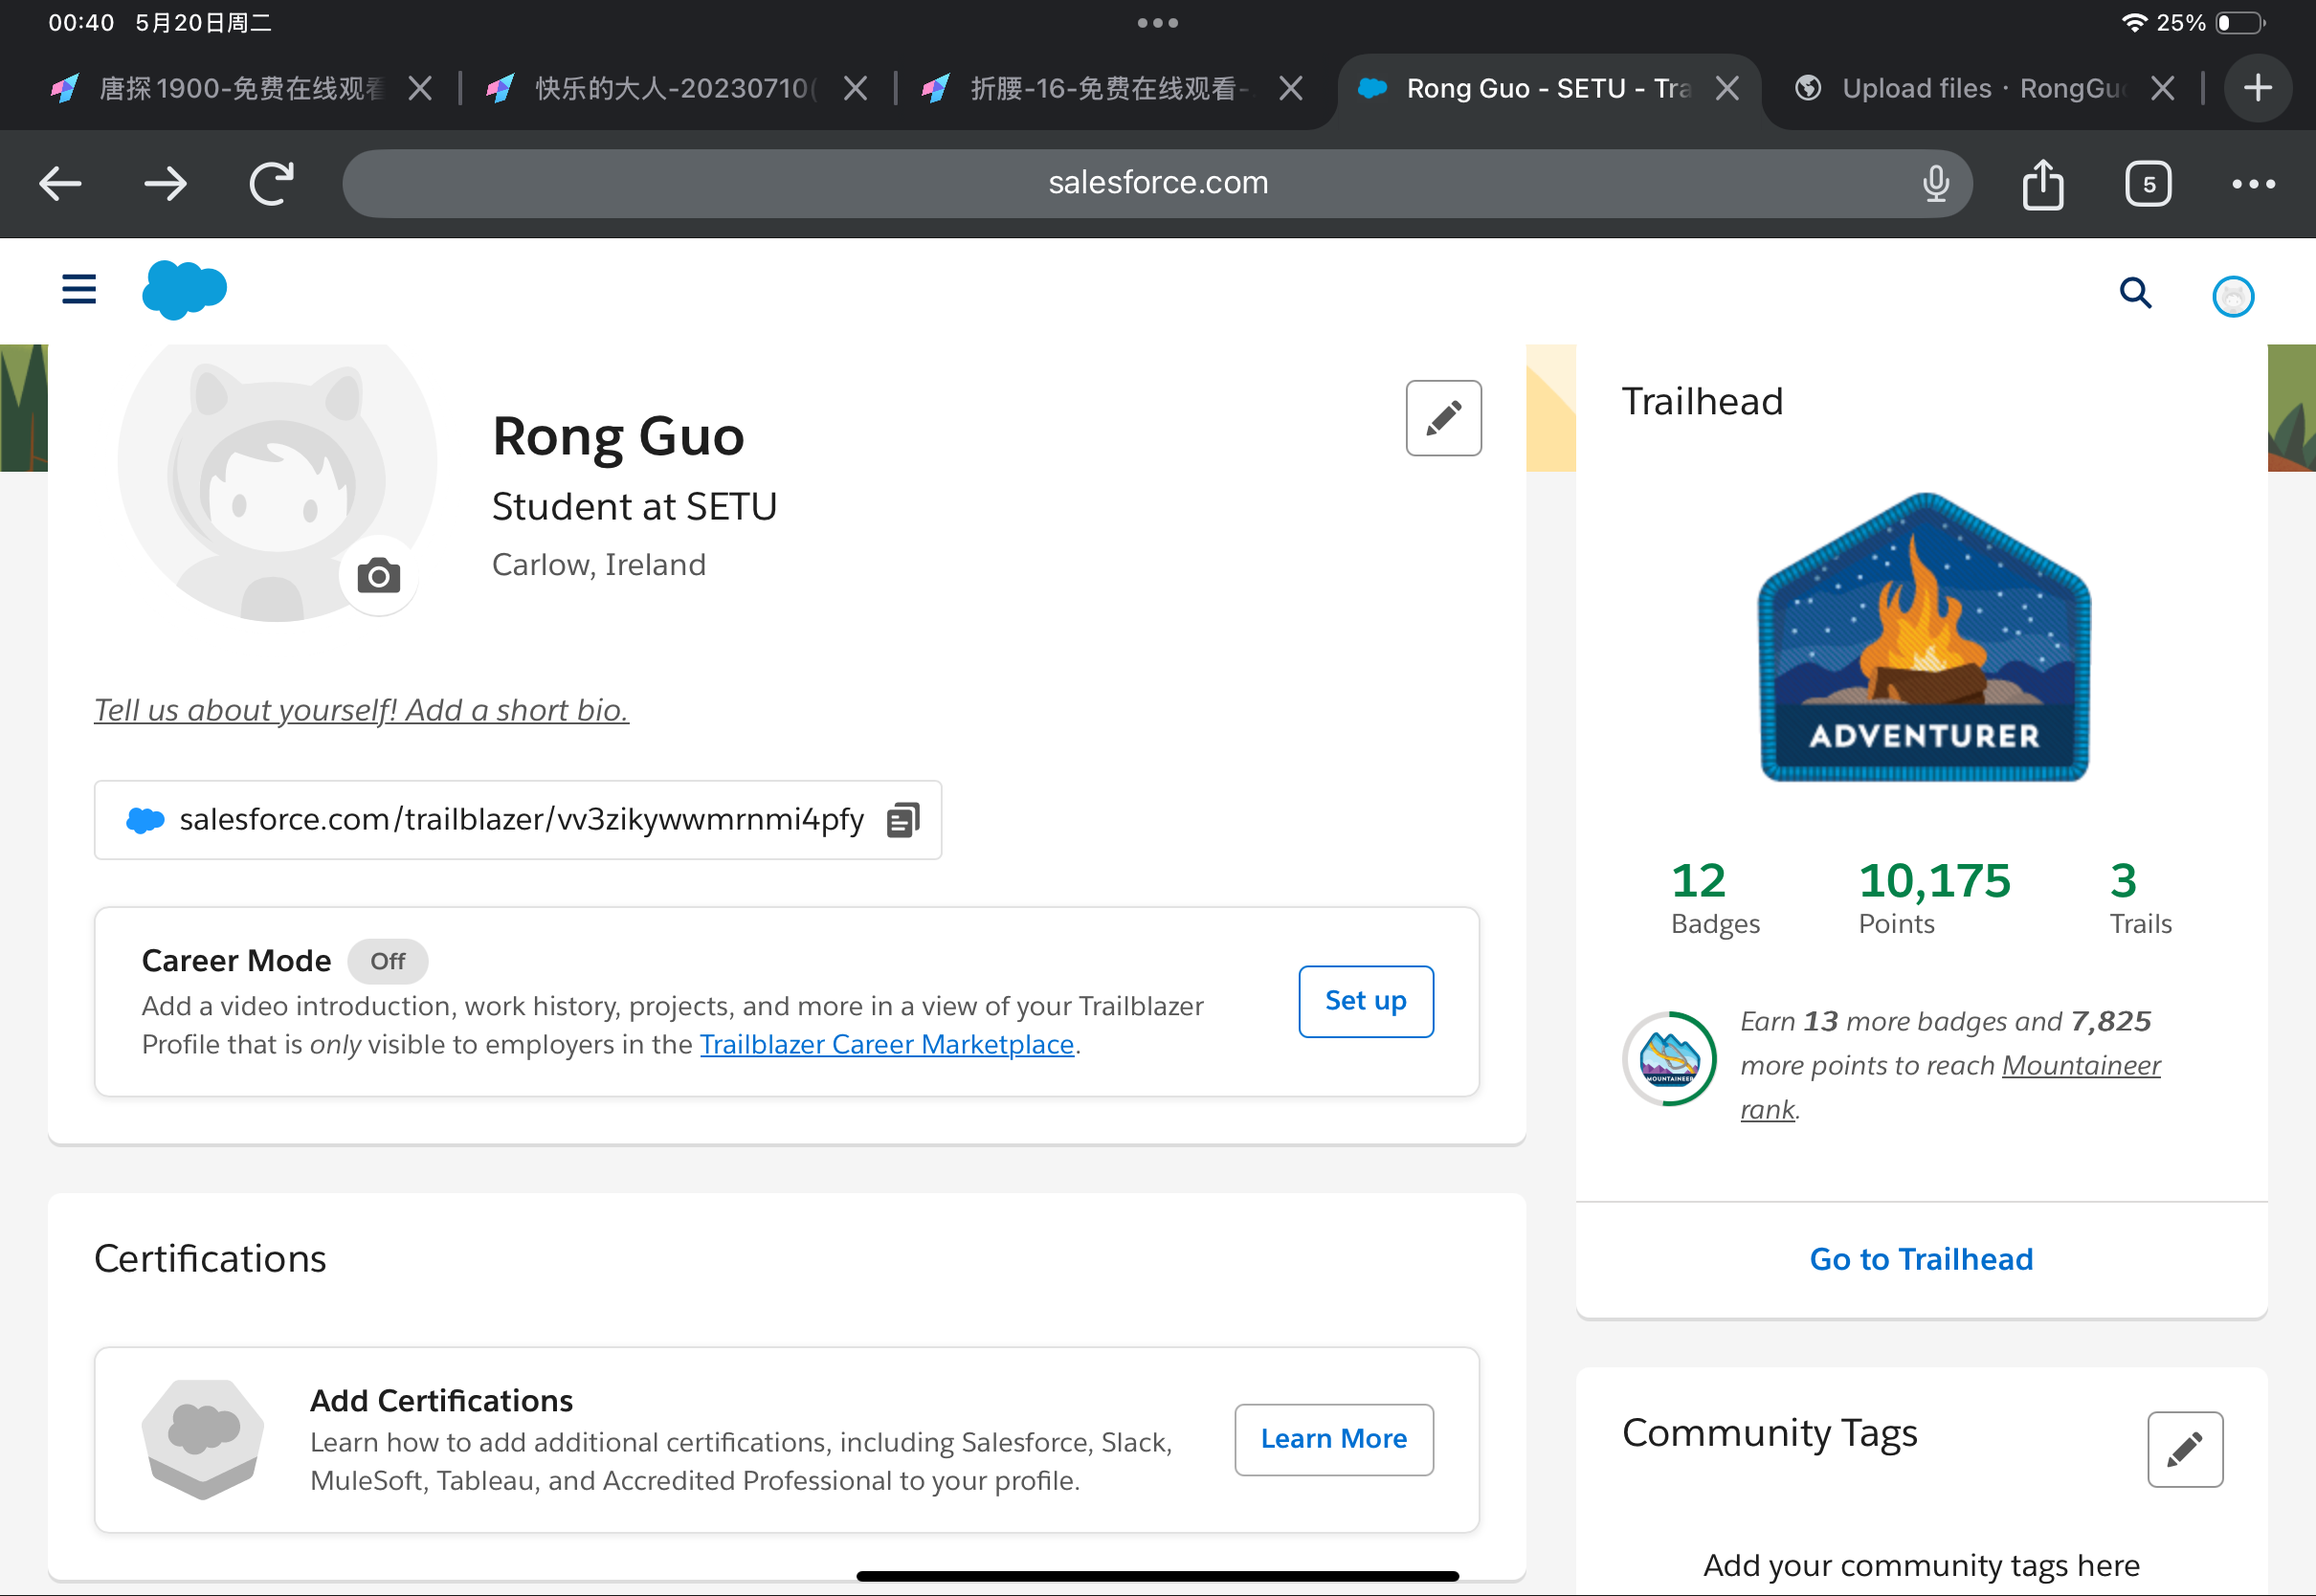 00:40 5月20日周二
25%
唐探1900-免费在线观看
快乐的大人-20230710(
折腰-16-免费在线观看-
Rong Guo - SETU - Tra
Upload files · RongGu
salesforce.com
5
Rong Guo
Student at SETU
Carlow, Ireland
Tell us about yourself! Add a short bio.
salesforce.com/trailblazer/vv3zikywwmrnmi4pfy
Career Mode Off
Add a video introduction, work history, projects, and more in a view of your Trailblazer
Profile that is only visible to employers in the Trailblazer Career Marketplace.
Set up
Certifications
Add Certifications
Learn how to add additional certifications, including Salesforce, Slack,
MuleSoft, Tableau, and Accredited Professional to your profile.
Learn More
Trailhead
ADVENTURER
12 10,175 3
Badges Points Trails
MOUNTAINEER
Earn 13 more badges and 7,825
more points to reach Mountaineer
rank.
Go to Trailhead
Community Tags
Add your community tags here